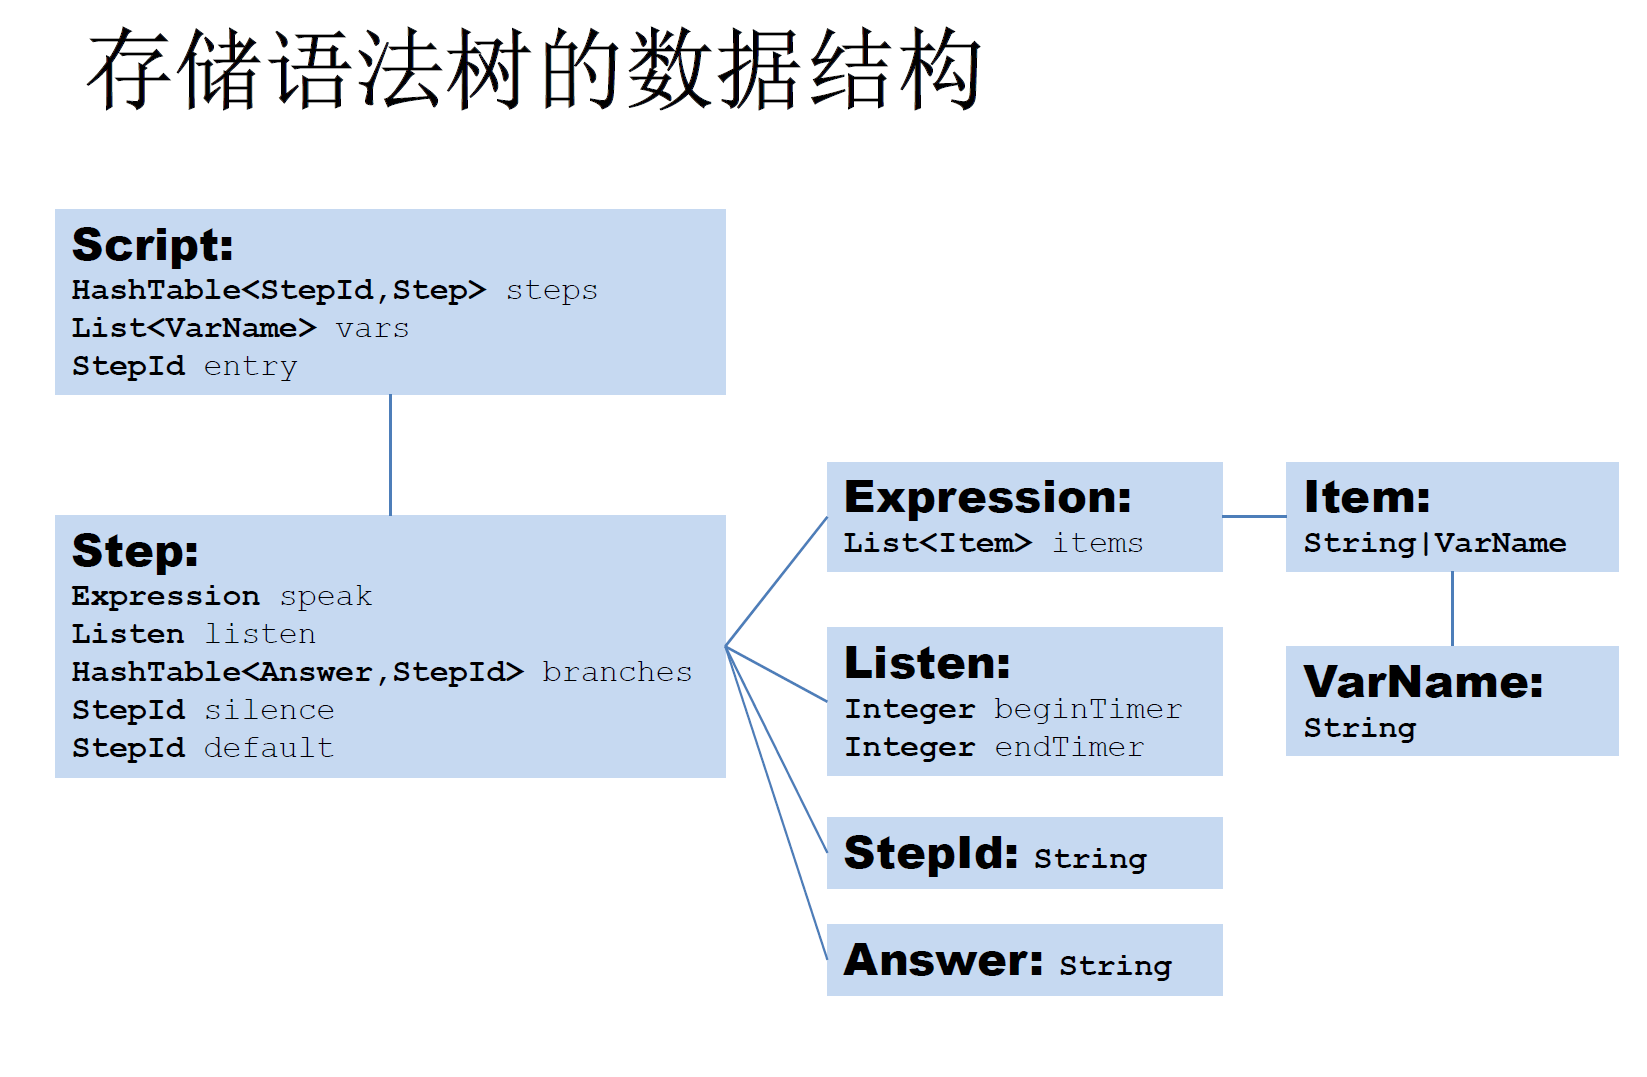 存储语法树的数据结构
Script:
HashTable<StepId,Step> steps
List<VarName> vars
StepId entry
Step:
Expression speak
Listen listen
HashTable<Answer,StepId> branches
StepId silence
StepId default
Expression:
List<Item> items
Listen:
Integer beginTimer
Integer endTimer
StepId: String
Answer: String
Item:
String|VarName
VarName:
String